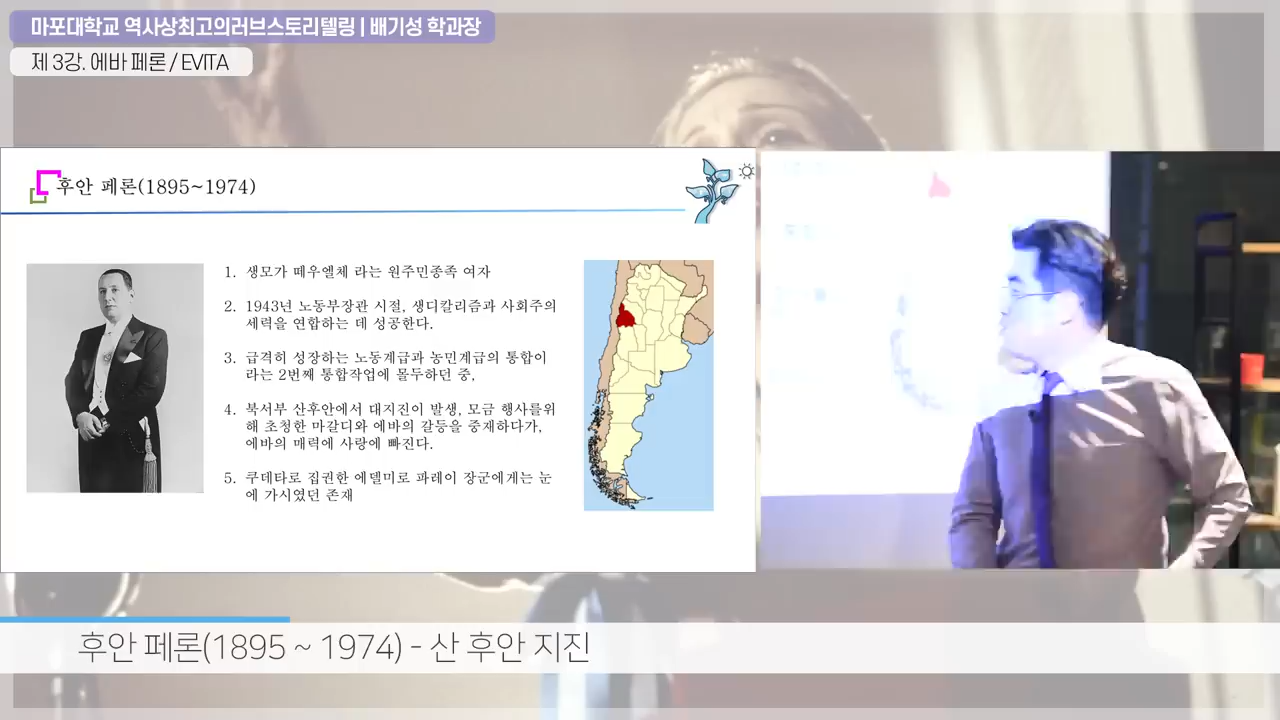 마포대학교 역사상최고의러브스토리텔링 | 배기성 학과장
제 3강. 에바 페론 / EVITA
후안 페론(1895~1974)
1. 생모가 떼우엘체 라는 원주민종족 여자
2. 1943년 노동부장관 시절, 생디칼리즘과 사회주의
세력을 연합하는 데 성공한다.
3. 급격히 성장하는 노동계급과 농민계급의 통합이
라는 2번째 통합작업에 몰두하던 중,
4. 북서부 산후안에서 대지진이 발생, 모금 행사를위
해 초청한 마갈디와 에바의 갈등을 중재하다가,
에바의 매력에 사랑에 빠진다.
5. 쿠데타로 집권한 에델미로 파레이 장군에게는 눈
에 가시였던 존재
후안 페론(1895 ~ 1974) - 산 후안 지진